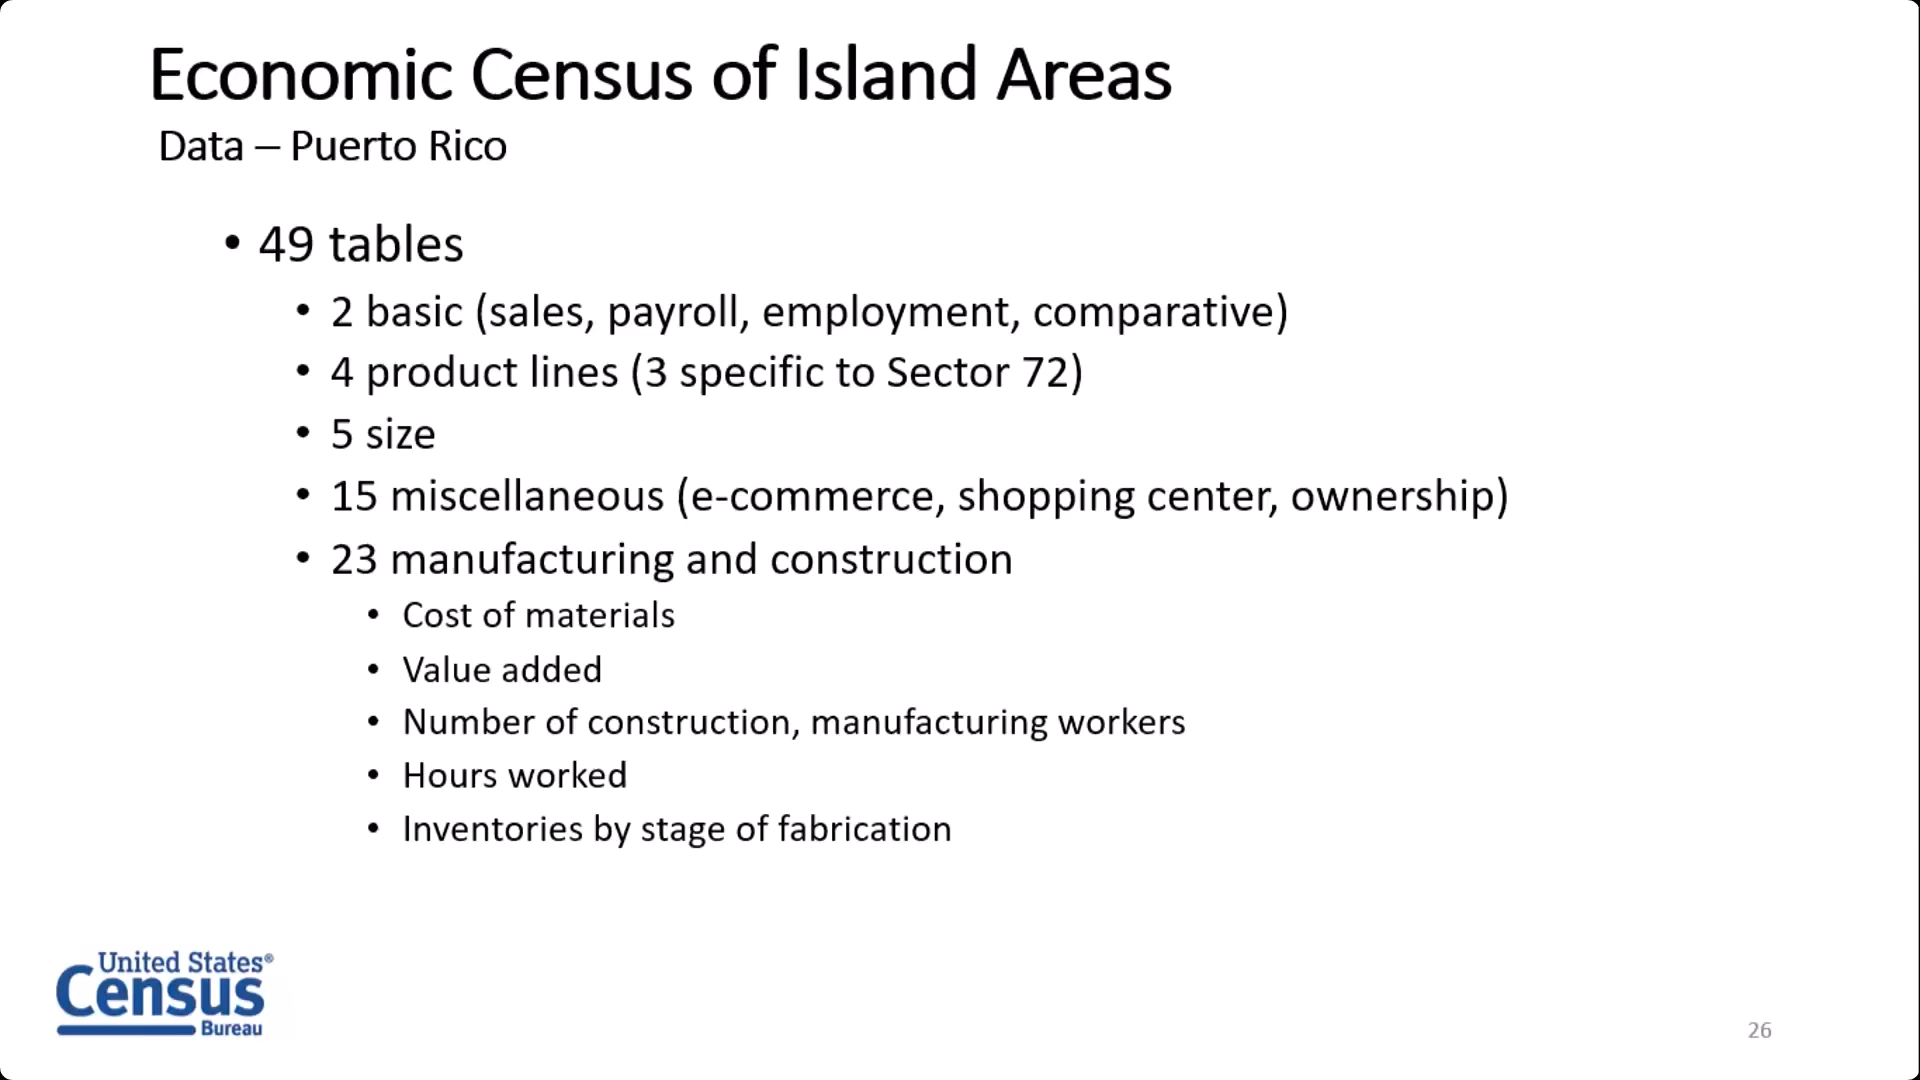 Economic Census of Island Areas
Data – Puerto Rico
• 49 tables
• 2 basic (sales, payroll, employment, comparative)
• 4 product lines (3 specific to Sector 72)
• 5 size
• 15 miscellaneous (e-commerce, shopping center, ownership)
• 23 manufacturing and construction
• Cost of materials
• Value added
• Number of construction, manufacturing workers
• Hours worked
• Inventories by stage of fabrication
United States®
Census
Bureau
26